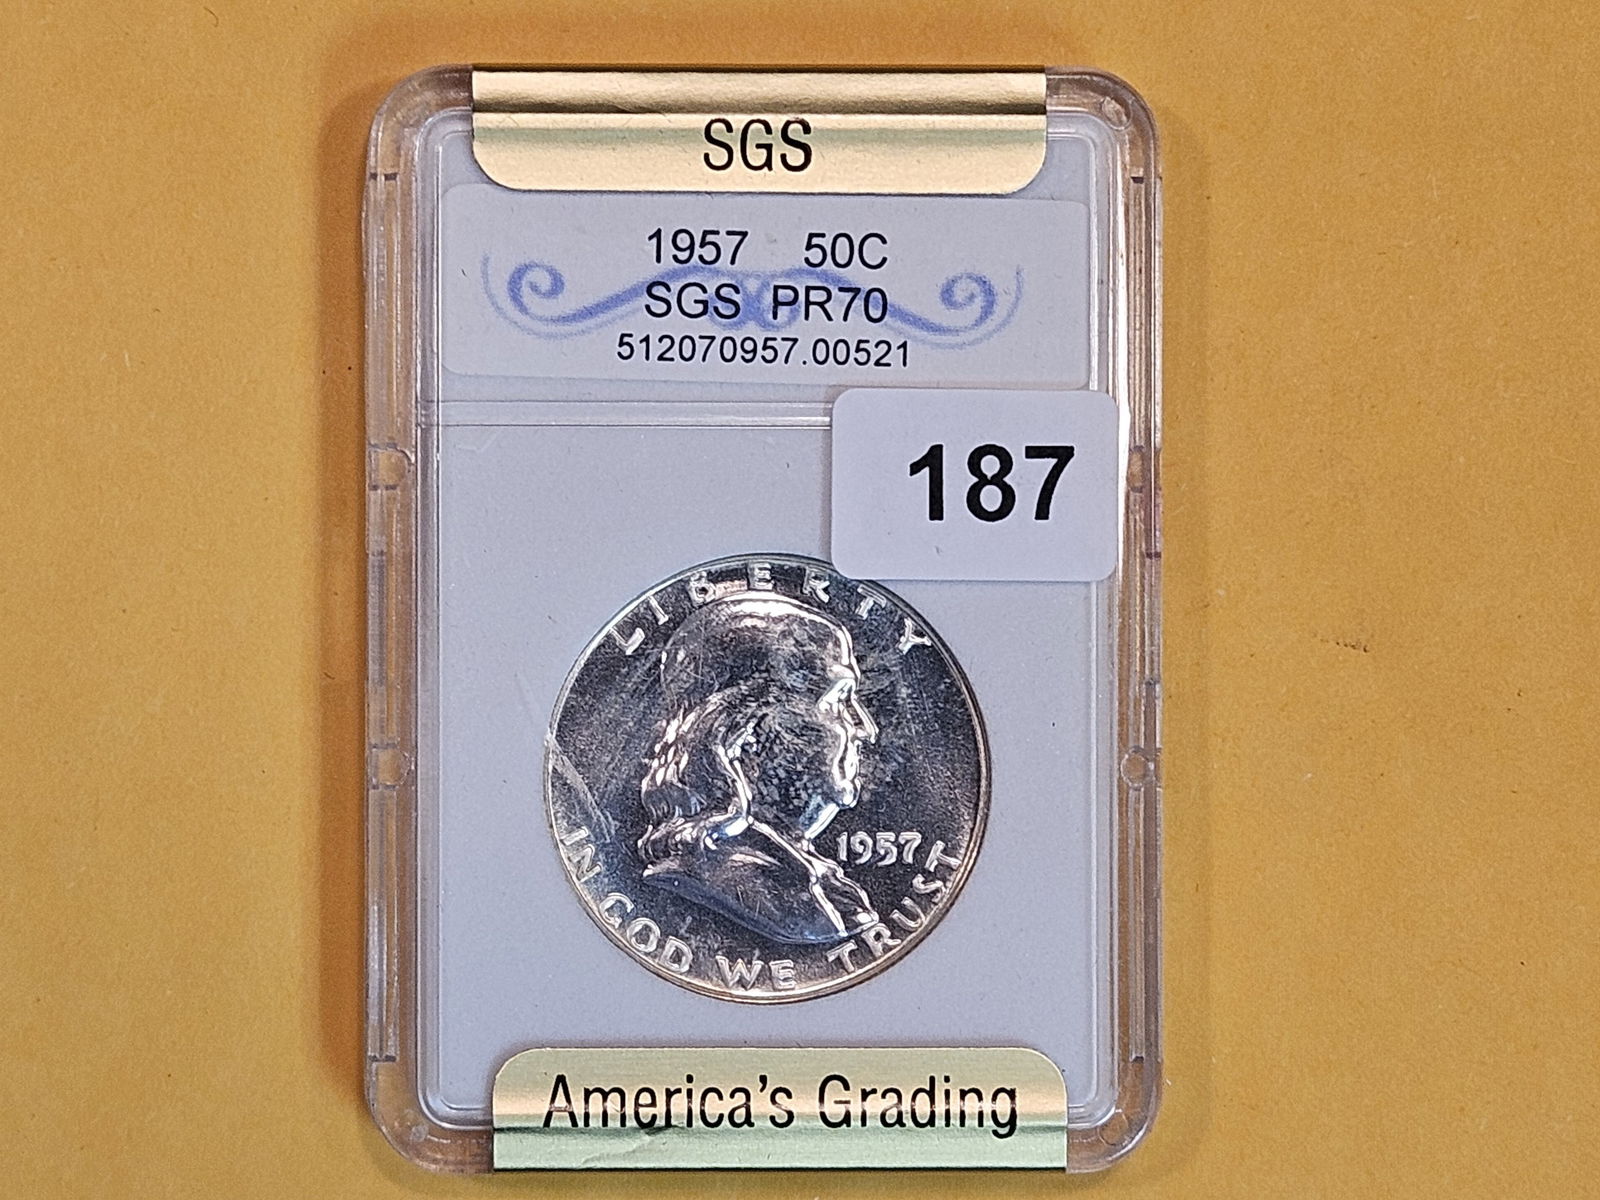 SGS
1957 50C
SGS PR70
512070957.00521
187
LIBERTY
1957
IN GOD WE TRUST
America's Grading